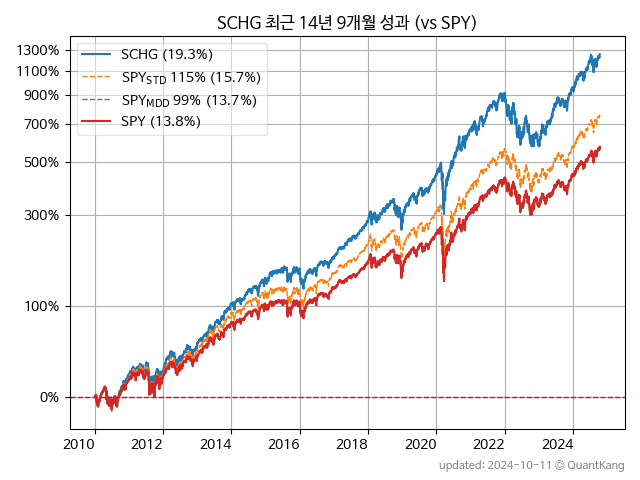 SCHG 최근 14년 9개월 성과 (vs SPY)
1300%
1100%
900%
700%
500%
300%
100%
0%
SCHG (19.3%)
SPY_STD 115% (15.7%)
SPY_MDD 99% (13.7%)
SPY (13.8%)
2010 2012 2014 2016 2018 2020 2022 2024
updated: 2024-10-11 © QuantKang